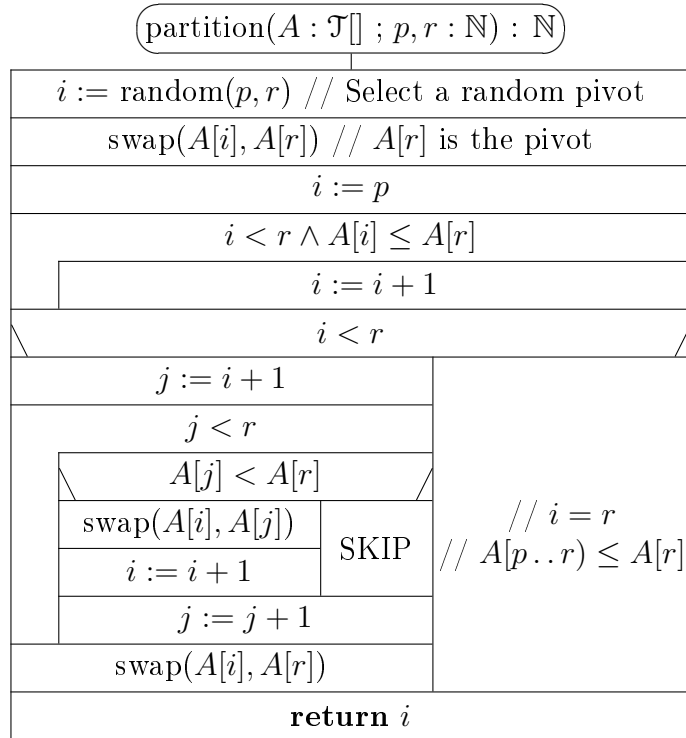 partition(A : 𝒯[] ; p, r : ℕ) : ℕ
i := random(p, r) // Select a random pivot
swap(A[i], A[r]) // A[r] is the pivot
i := p
i < r ∧ A[i] ≤ A[r]
i := i + 1
i < r
j := i + 1
j < r
A[j] < A[r]
swap(A[i], A[j])
i := i + 1
SKIP
j := j + 1
swap(A[i], A[r])
// i = r
// A[p . . r) ≤ A[r]
return i